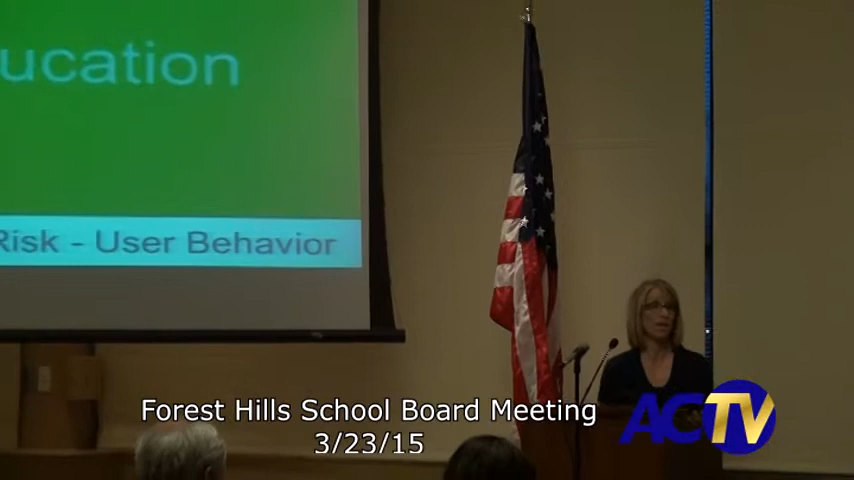 ucation
Risk - User Behavior
Forest Hills School Board Meeting
3/23/15
ACTV